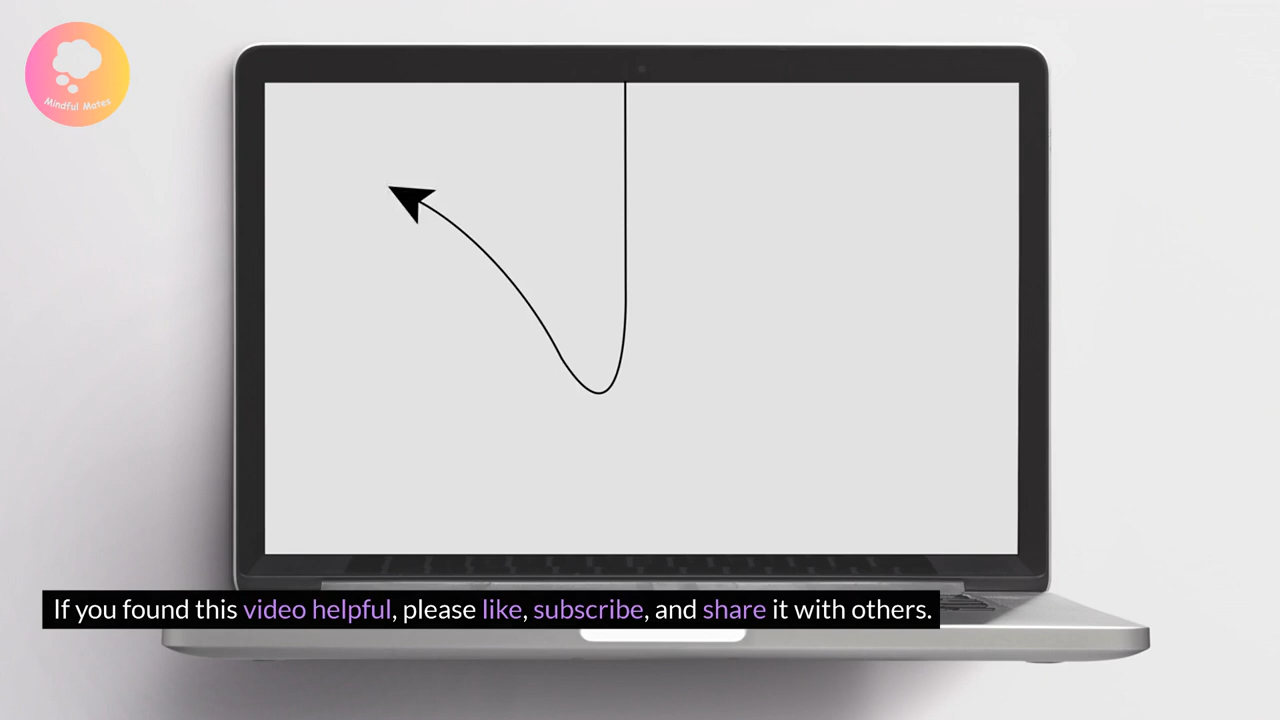 Mindful Mates
If you found this video helpful, please like, subscribe, and share it with others.